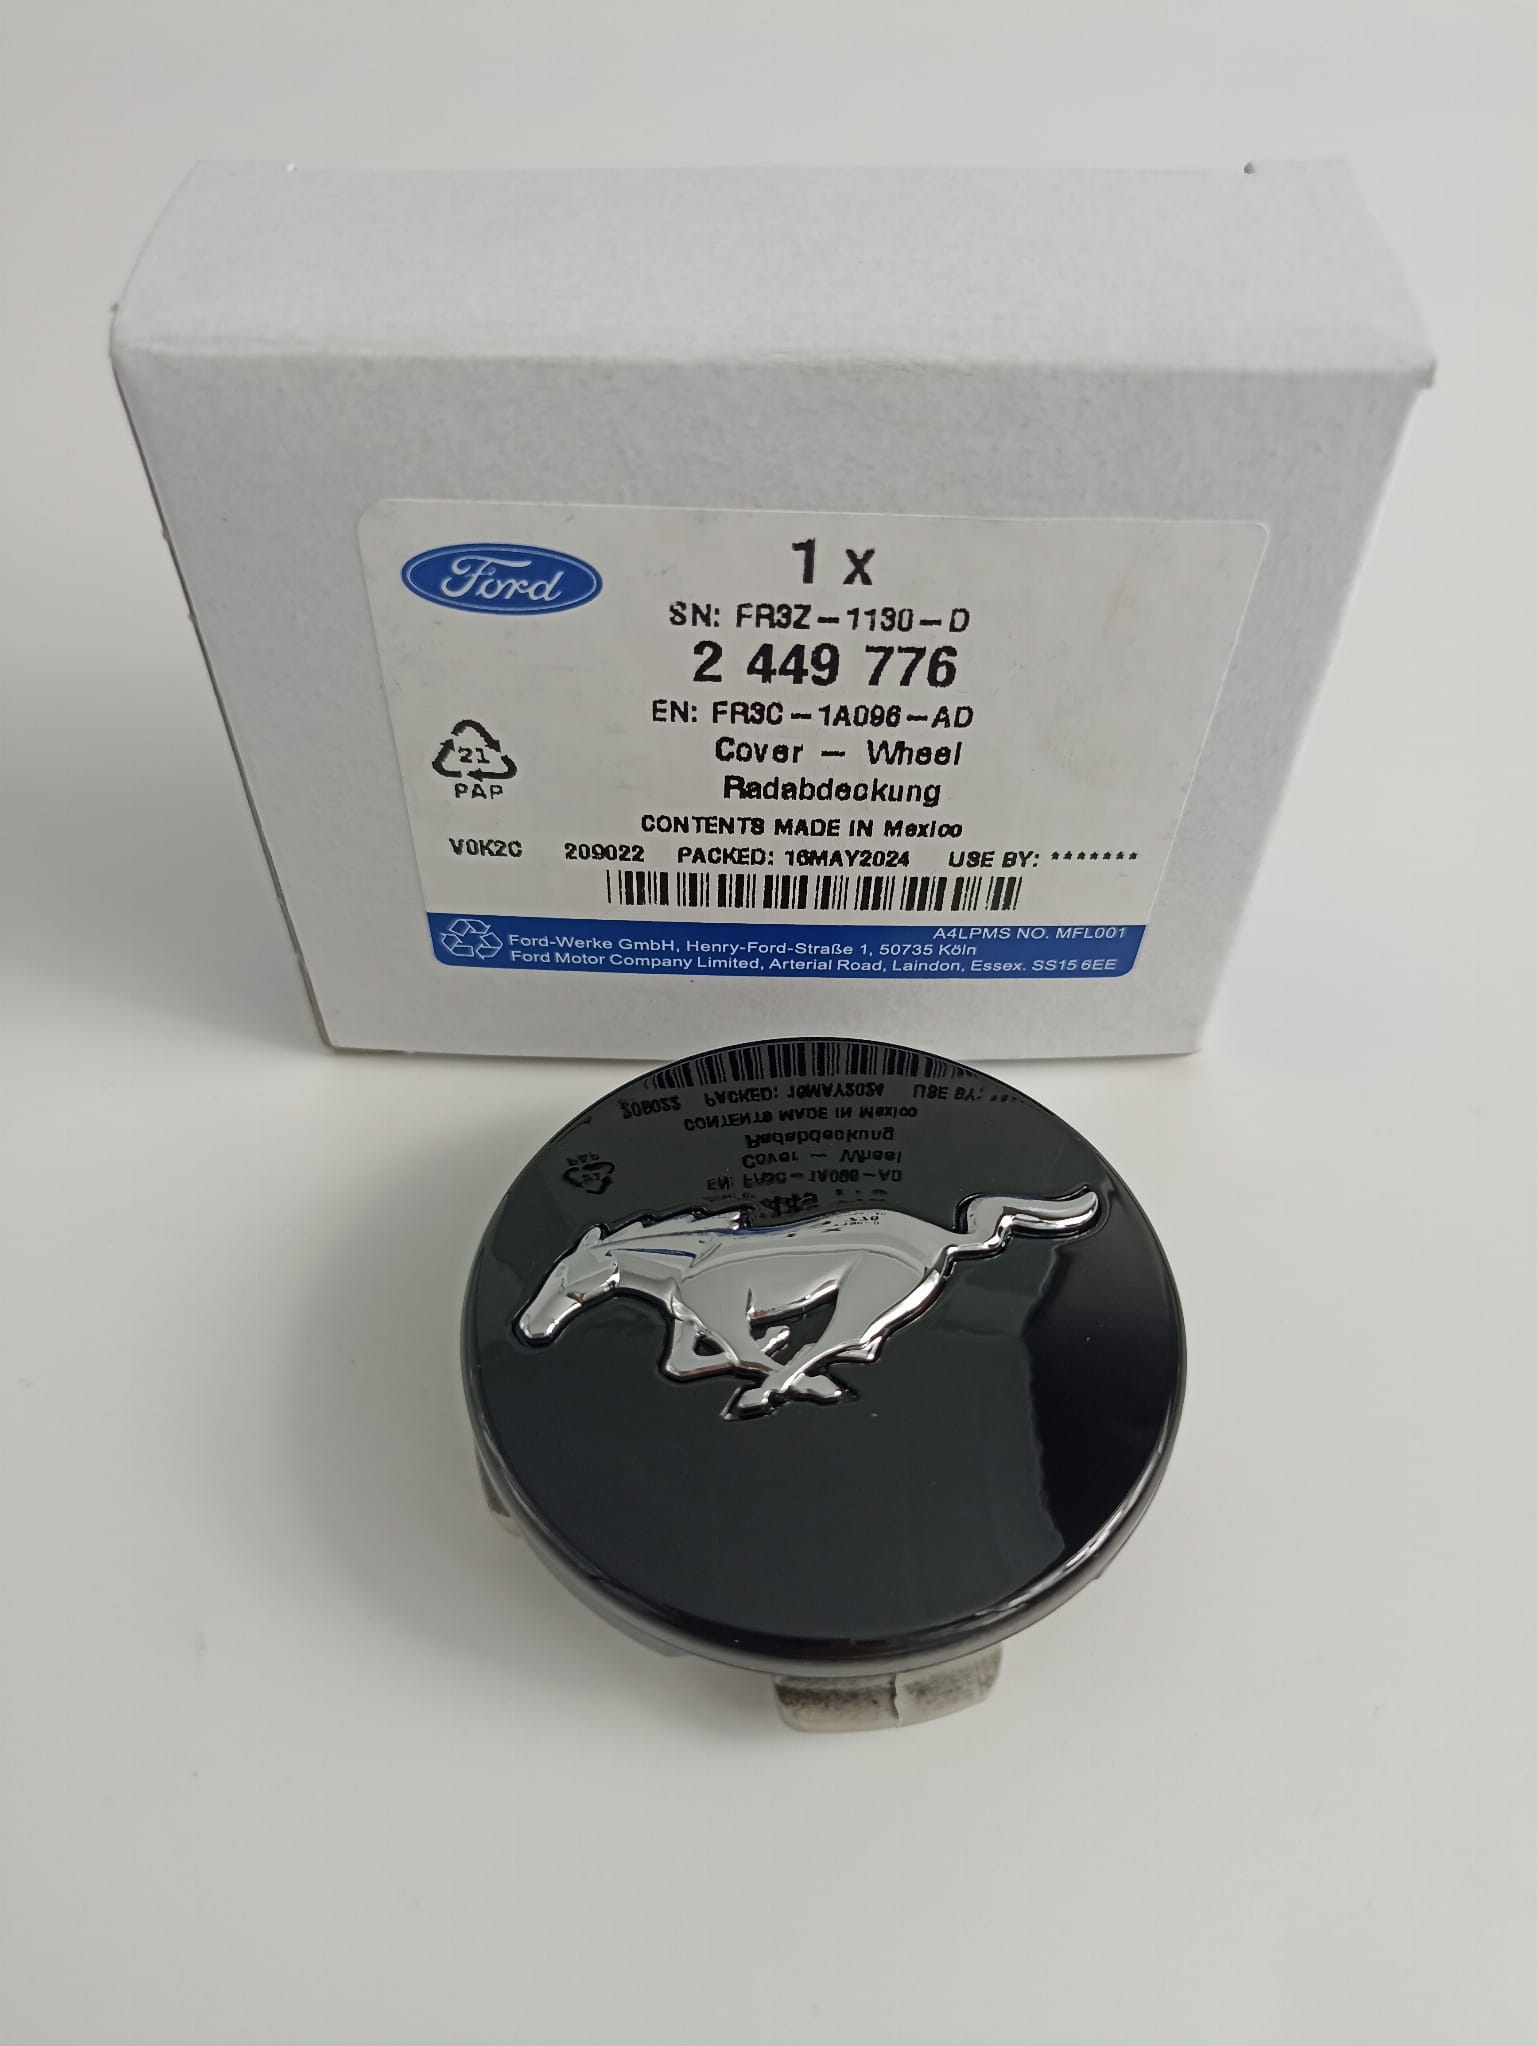 Ford
1 x
SN: FR3Z-1130-D
2 449 776
EN: FR3C-1A096-AD
Cover - Wheel
21
PAP
Radabdeckung
CONTENTS MADE IN Mexico
V0K2C 209022 PACKED: 16MAY2024 USE BY: *******
A4LPMS NO. MFL001
Ford-Werke GmbH, Henry-Ford-Straße 1, 50735 Köln
Ford Motor Company Limited, Arterial Road, Laindon, Essex. SS15 6EE